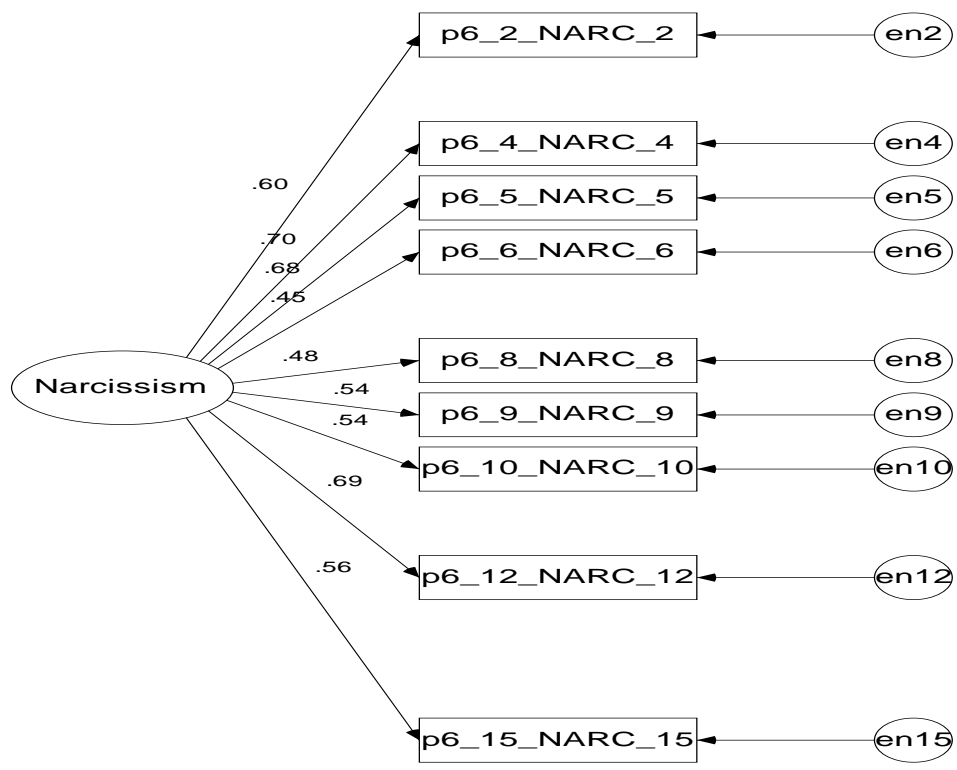 p6_2_NARC_2
en2
p6_4_NARC_4
en4
.60
p6_5_NARC_5
en5
.70
p6_6_NARC_6
en6
.68
.45
.48
p6_8_NARC_8
en8
Narcissism
.54
p6_9_NARC_9
en9
.54
p6_10_NARC_10
en10
.69
p6_12_NARC_12
en12
.56
p6_15_NARC_15
en15